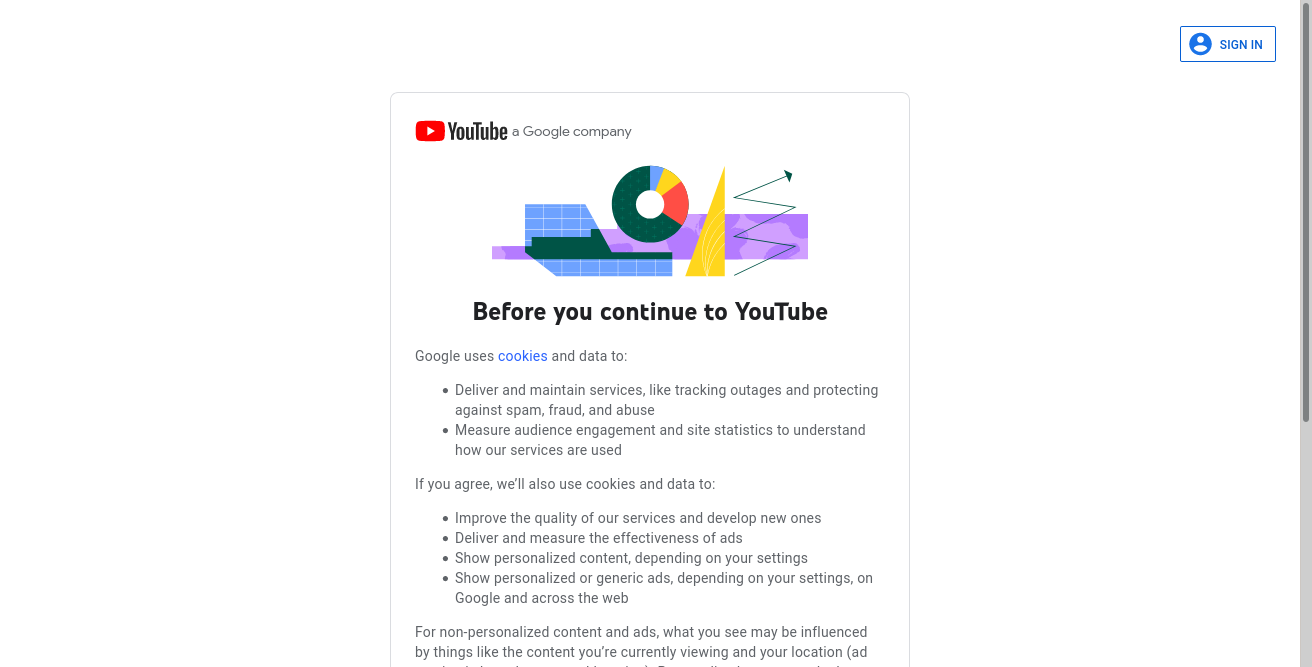 SIGN IN
YouTube a Google company
Before you continue to YouTube
Google uses cookies and data to:
Deliver and maintain services, like tracking outages and protecting
against spam, fraud, and abuse
Measure audience engagement and site statistics to understand
how our services are used
If you agree, we’ll also use cookies and data to:
Improve the quality of our services and develop new ones
Deliver and measure the effectiveness of ads
Show personalized content, depending on your settings
Show personalized or generic ads, depending on your settings, on
Google and across the web
For non-personalized content and ads, what you see may be influenced
by things like the content you’re currently viewing and your location (ad